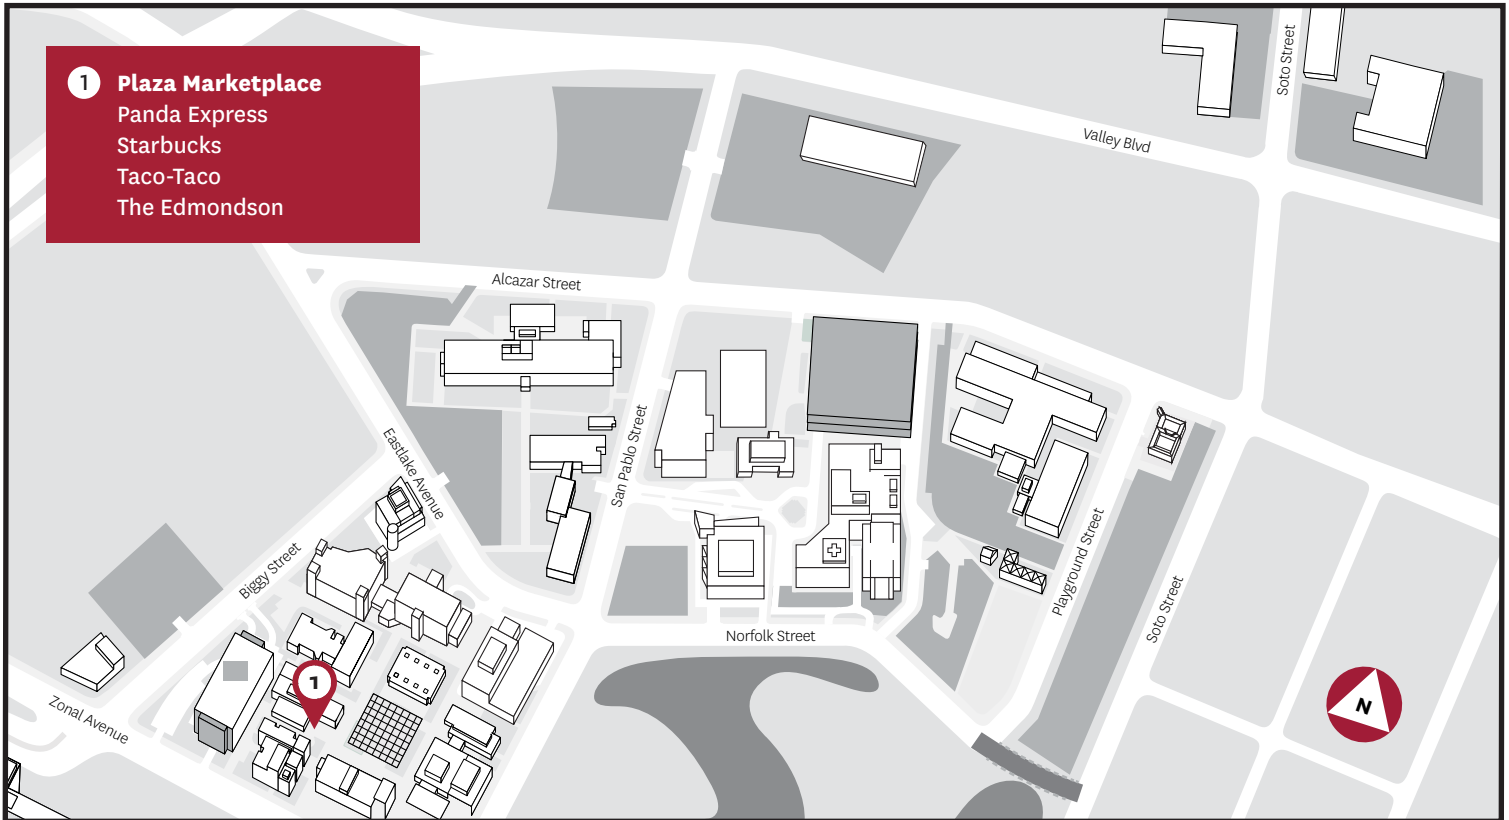 1 Plaza Marketplace
Panda Express
Starbucks
Taco-Taco
The Edmondson
Soto Street
Valley Blvd
Alcazar Street
San Pablo Street
Eastlake Avenue
Biggy Street
Playground Street
Soto Street
Norfolk Street
1
Zonal Avenue
N